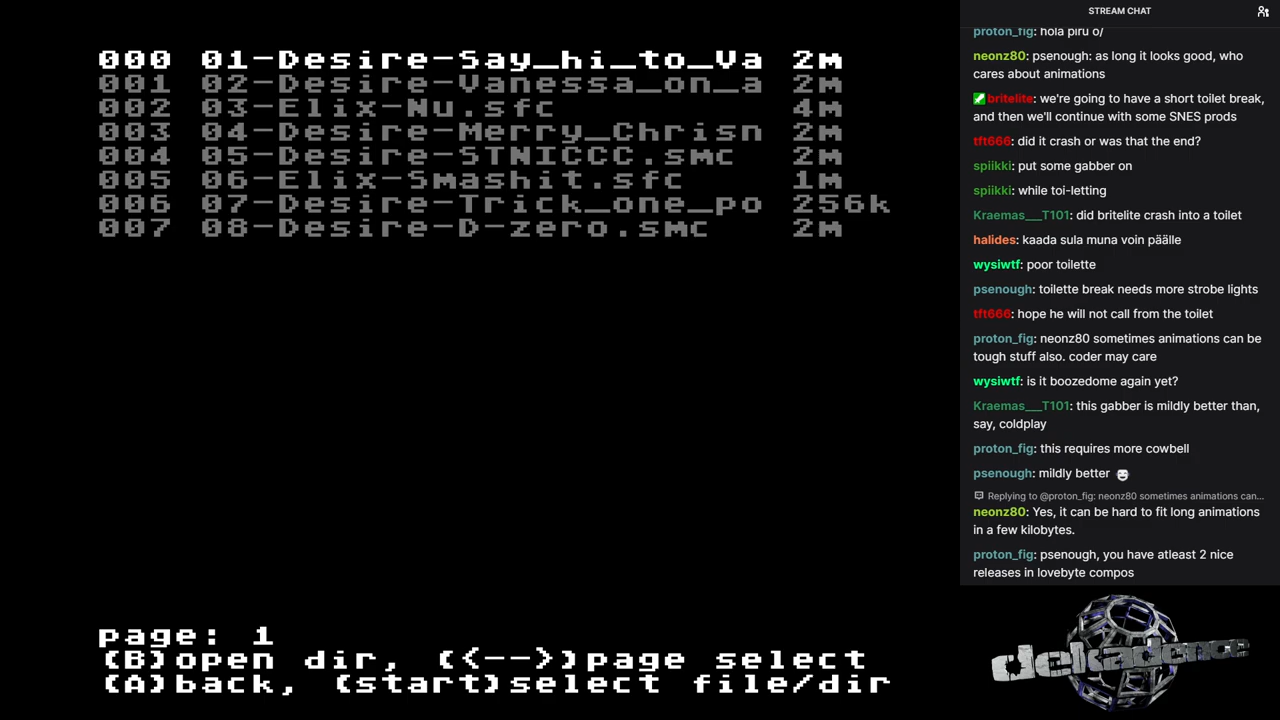 000 01-Desire-Say_hi_to_Va 2m
001 02-Desire-Vanessa_on_a 2m
002 03-Elix-Nu.sfc 4m
003 04-Desire-Merry_Chrisn 2m
004 05-Desire-STNICCC.smc 2m
005 06-Elix-Smashit.sfc 1m
006 07-Desire-Trick_one_po 256k
007 08-Desire-D-zero.smc 2m
page: 1
(B)open dir, (<-->)page select
(A)back, (start)select file/dir
STREAM CHAT
proton_fig: hola piru o/
neonz80: psenough: as long it looks good, who
cares about animations
britelite: we're going to have a short toilet break,
and then we'll continue with some SNES prods
tft666: did it crash or was that the end?
spiikki: put some gabber on
spiikki: while toi-letting
Kraemas___T101: did britelite crash into a toilet
halides: kaada sula muna voin päälle
wysiwtf: poor toilette
psenough: toilette break needs more strobe lights
tft666: hope he will not call from the toilet
proton_fig: neonz80 sometimes animations can be
tough stuff also. coder may care
wysiwtf: is it boozedome again yet?
Kraemas___T101: this gabber is mildly better than,
say, coldplay
proton_fig: this requires more cowbell
psenough: mildly better
Replying to @proton_fig: neonz80 sometimes animations can...
neonz80: Yes, it can be hard to fit long animations
in a few kilobytes.
proton_fig: psenough, you have atleast 2 nice
releases in lovebyte compos
dekadence